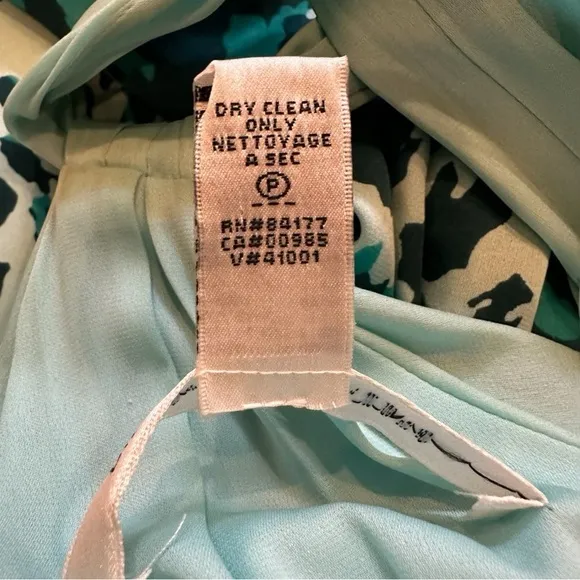 DRY CLEAN
ONLY
NETTOYAGE
A SEC
P
RN#84177
CA#00985
V#41001